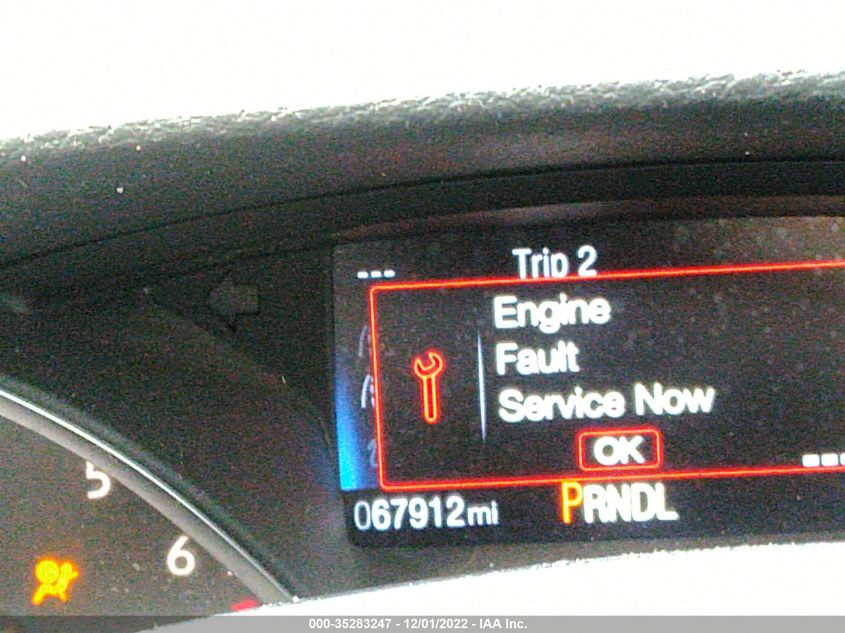 Trip 2
---
Engine
Fault
Service Now
OK
---
067912mi
PRNDL
5
6
000-35283247 - 12/01/2022 - IAA Inc.